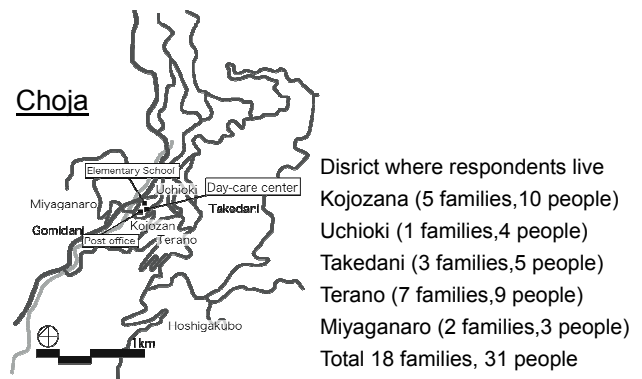 Choja
Elementary School
Uchioki
Day-care center
Miyaganaro
Takedani
Gomidani
Kojozan
Post office
Terano
Hoshigakubo
1km
Disrict where respondents live
Kojozana (5 families,10 people)
Uchioki (1 families,4 people)
Takedani (3 families,5 people)
Terano (7 families,9 people)
Miyaganaro (2 families,3 people)
Total 18 families, 31 people